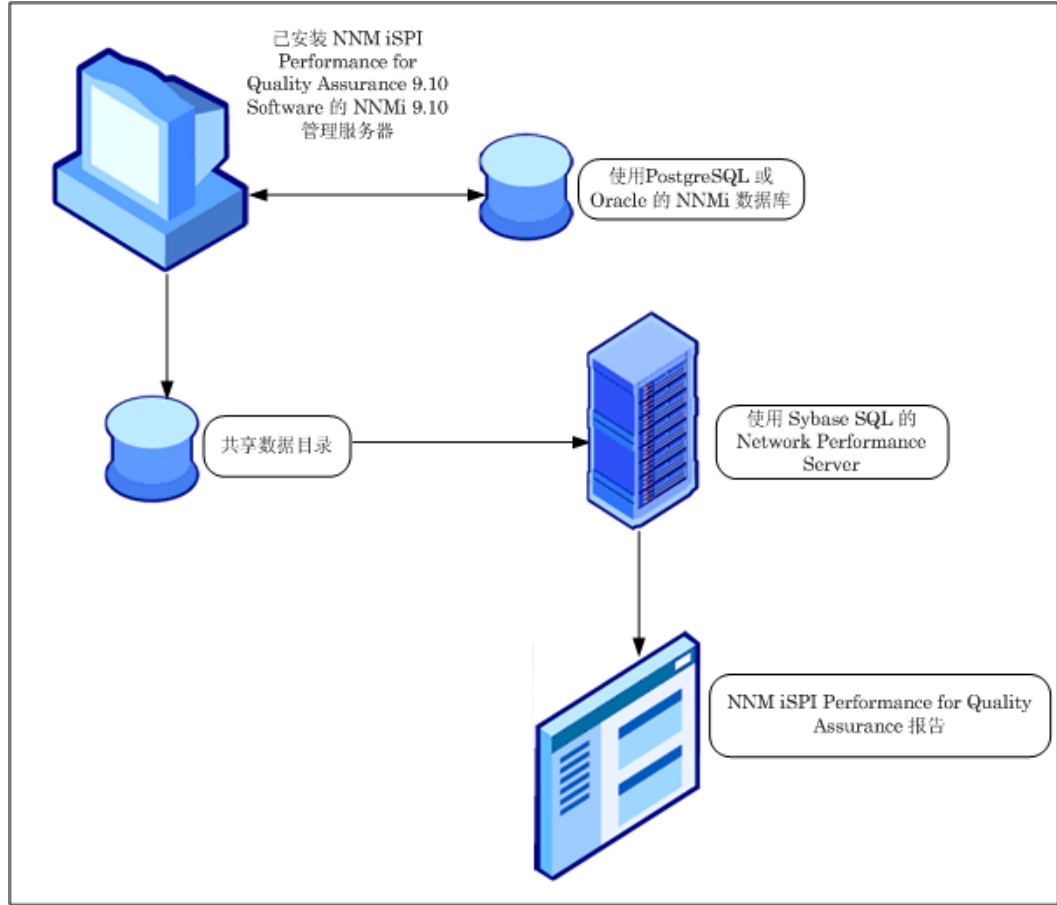 已安装 NNM iSPI
Performance for
Quality Assurance 9.10
Software 的 NNMi 9.10
管理服务器
使用PostgreSQL 或
Oracle 的 NNMi 数据库
共享数据目录
使用 Sybase SQL 的
Network Performance
Server
NNM iSPI Performance for Quality
Assurance 报告